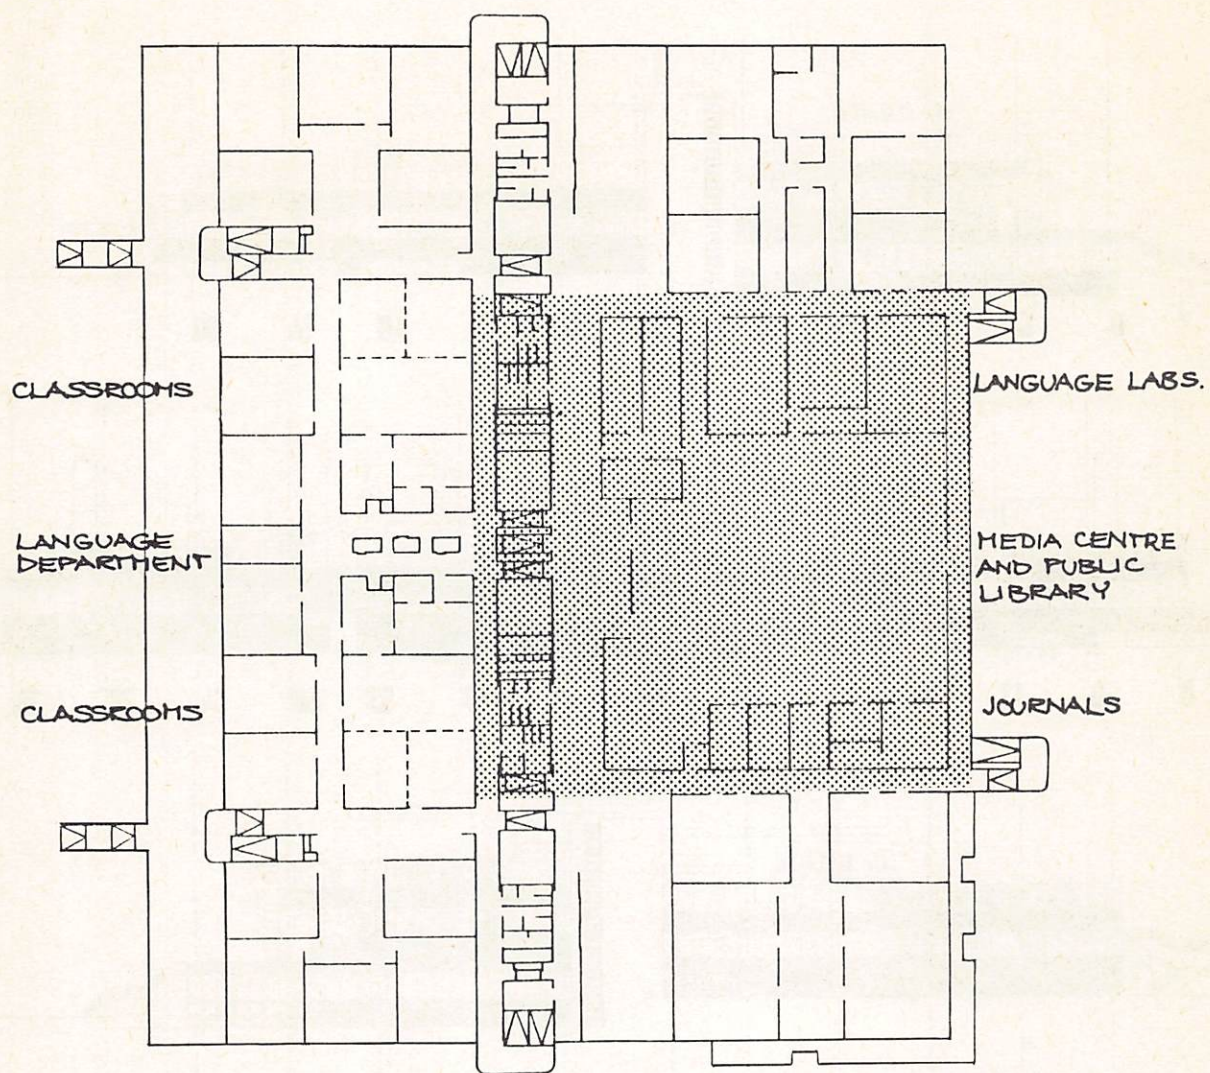 CLASSROOMS
LANGUAGE
DEPARTMENT
CLASSROOMS
LANGUAGE LABS.
MEDIA CENTRE
AND PUBLIC
LIBRARY
JOURNALS